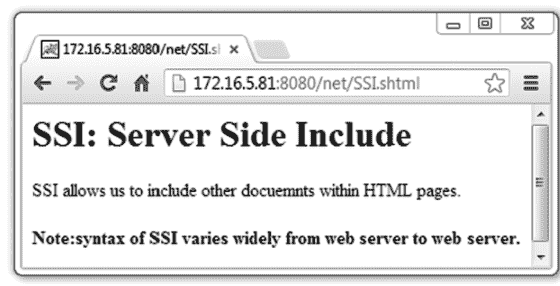 172.16.5.81:8080/net/SSI.sl
172.16.5.81:8080/net/SSI.shtml
SSI: Server Side Include
SSI allows us to include other docuemnts within HTML pages.
Note:syntax of SSI varies widely from web server to web server.